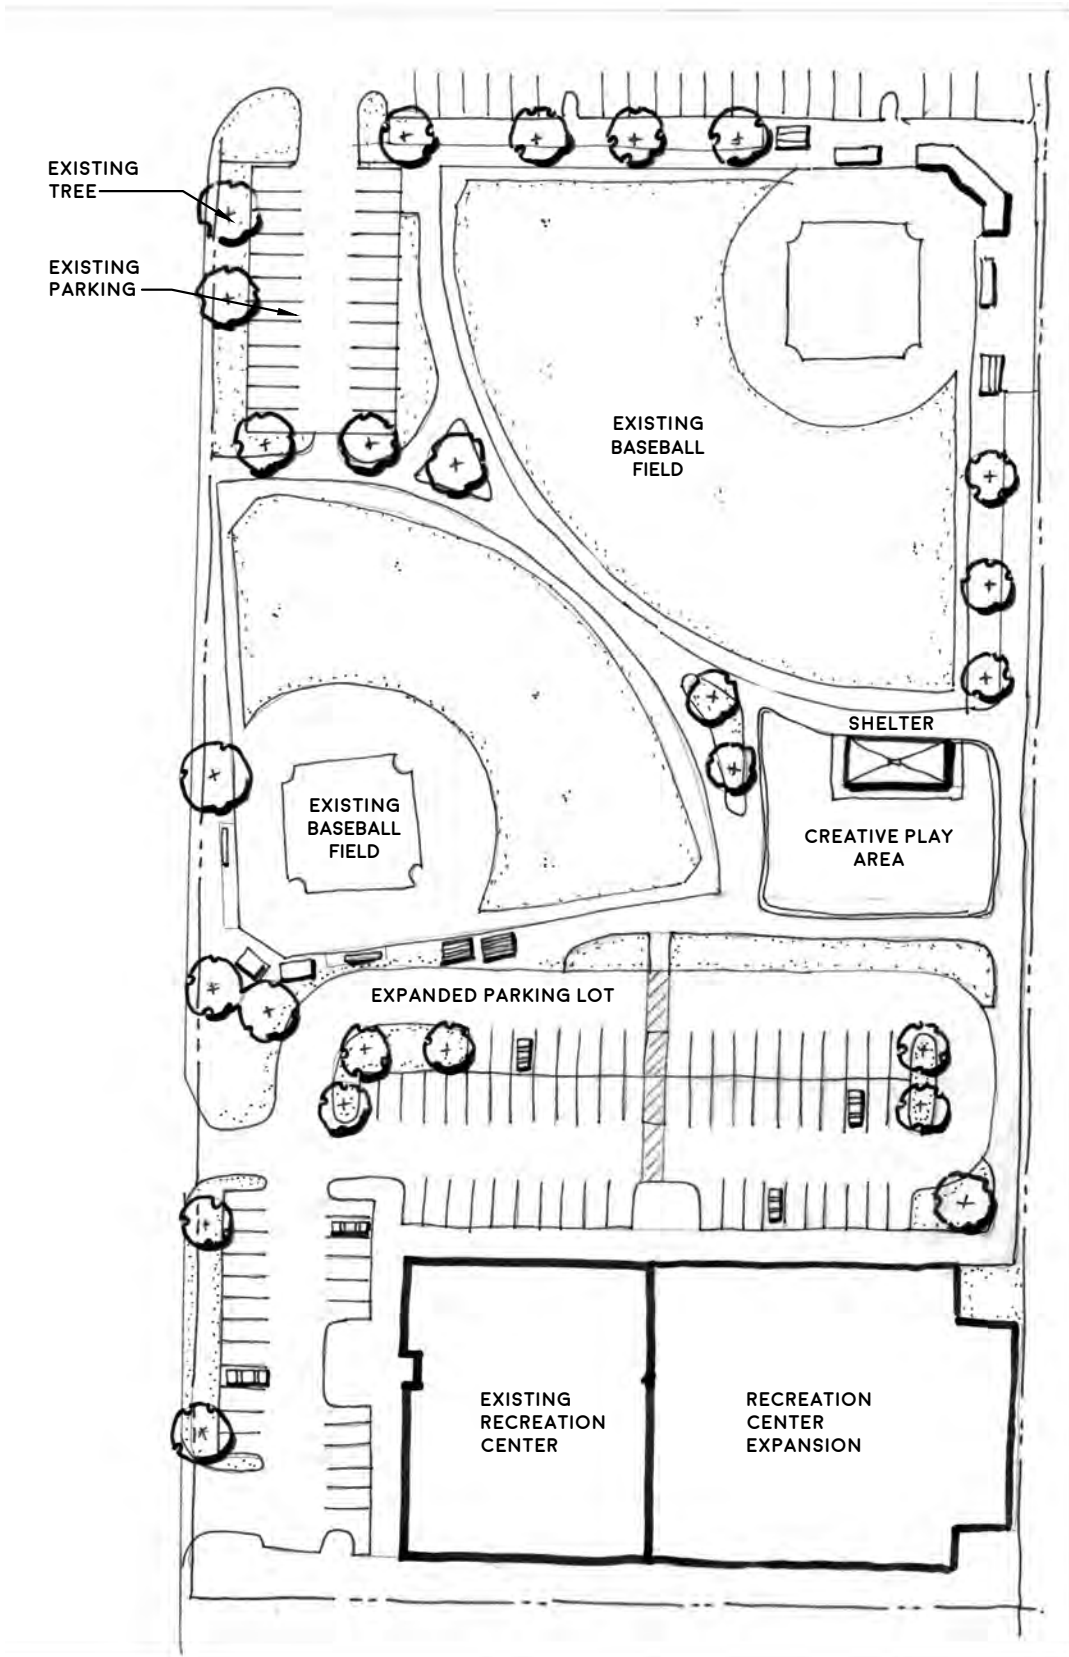 EXISTING
TREE
EXISTING
PARKING
EXISTING
BASEBALL
FIELD
SHELTER
EXISTING
BASEBALL
FIELD
CREATIVE PLAY
AREA
EXPANDED PARKING LOT
EXISTING
RECREATION
CENTER
RECREATION
CENTER
EXPANSION